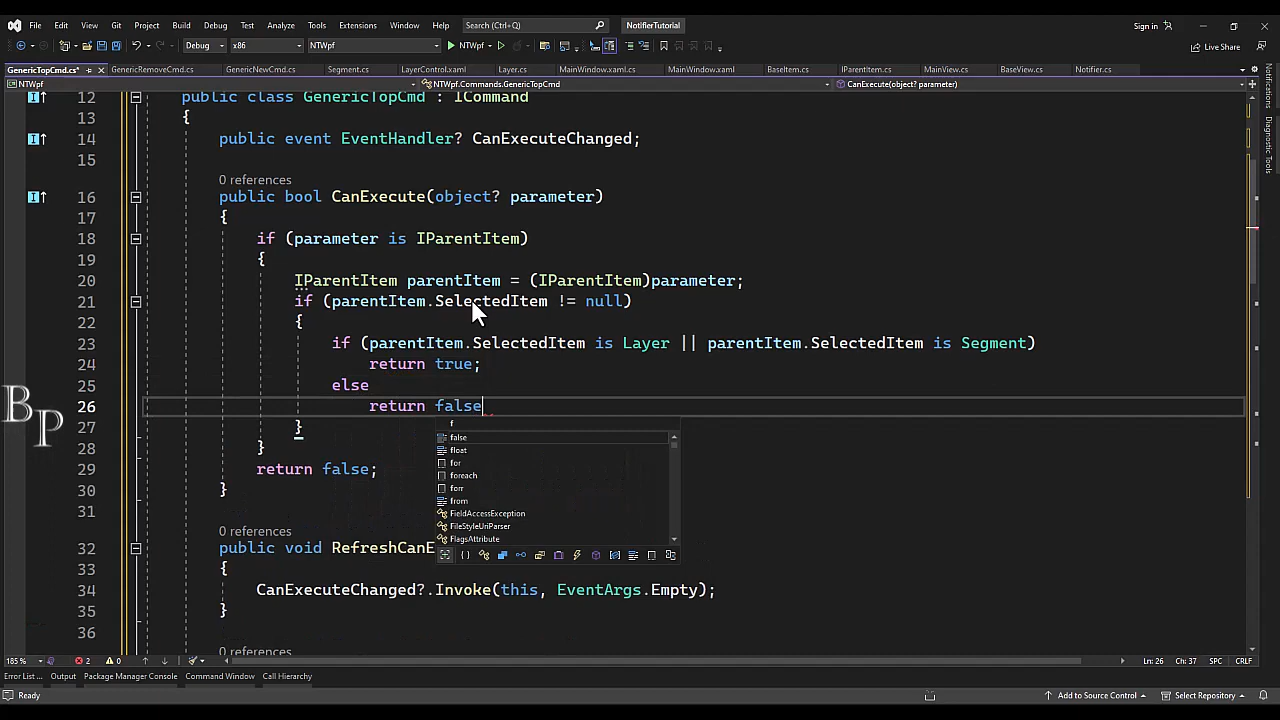 File Edit View Git Project Build Debug Test Analyze Tools Extensions Window Help Search (Ctrl+Q) NotifierTutorial Sign in
Debug x86 NTWpf NTWpf Live Share
GenericTopCmd.cs* GenericRemoveCmd.cs GenericNewCmd.cs Segment.cs LayerControl.xaml Layer.cs MainWindow.xaml.cs MainWindow.xaml BaseItem.cs IParentItem.cs MainView.cs BaseView.cs Notifier.cs
NTWpf NTWpf.Commands.GenericTopCmd CanExecute(object? parameter)
12 public class GenericTopCmd : ICommand
13 {
14 public event EventHandler? CanExecuteChanged;
15
0 references
16 public bool CanExecute(object? parameter)
17 {
18 if (parameter is IParentItem)
19 {
20 IParentItem parentItem = (IParentItem)parameter;
21 if (parentItem.SelectedItem != null)
22 {
23 if (parentItem.SelectedItem is Layer || parentItem.SelectedItem is Segment)
24 return true;
25 else
26 return false
27 }
28 }
29 return false;
30 }
31
0 references
32 public void RefreshCanE
33 {
34 CanExecuteChanged?.Invoke(this, EventArgs.Empty);
35 }
36
0 references
f
false
float
for
foreach
forr
from
FieldAccessException
FileStyleUriParser
FlagsAttribute
BP
Notifications
Diagnostic Tools
185 % 2 0 Ln: 26 Ch: 37 SPC CRLF
Error List ... Output Package Manager Console Command Window Call Hierarchy
Ready Add to Source Control Select Repository